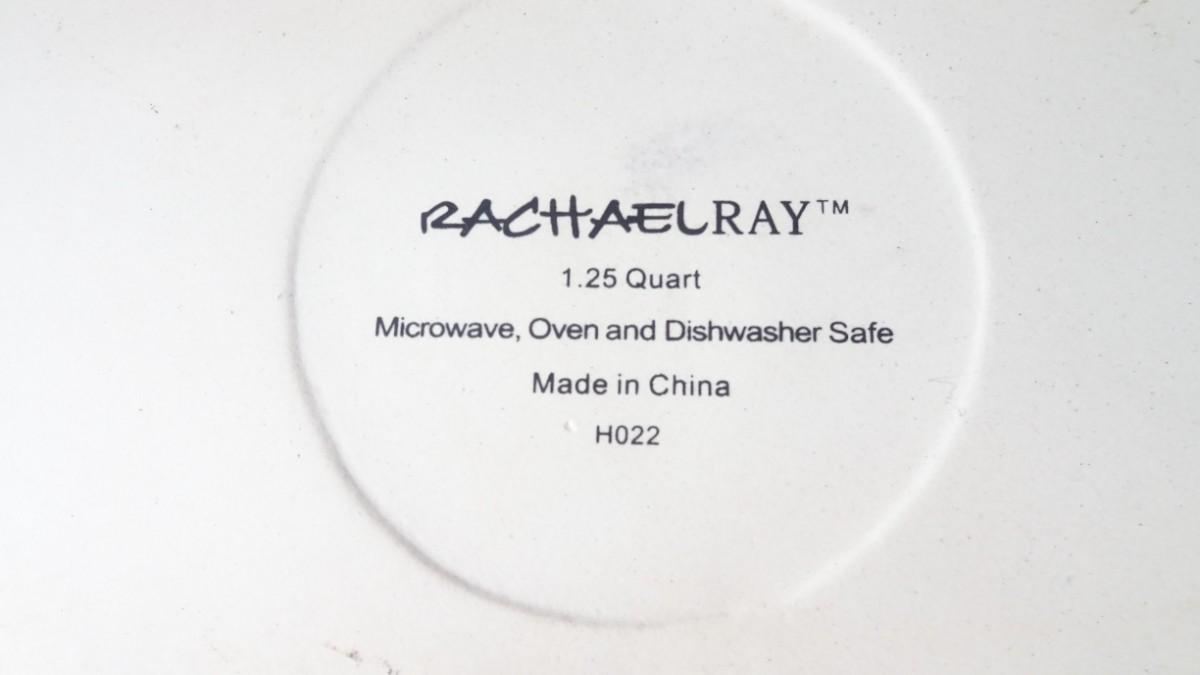 RACHAELRAY™
1.25 Quart
Microwave, Oven and Dishwasher Safe
Made in China
H022